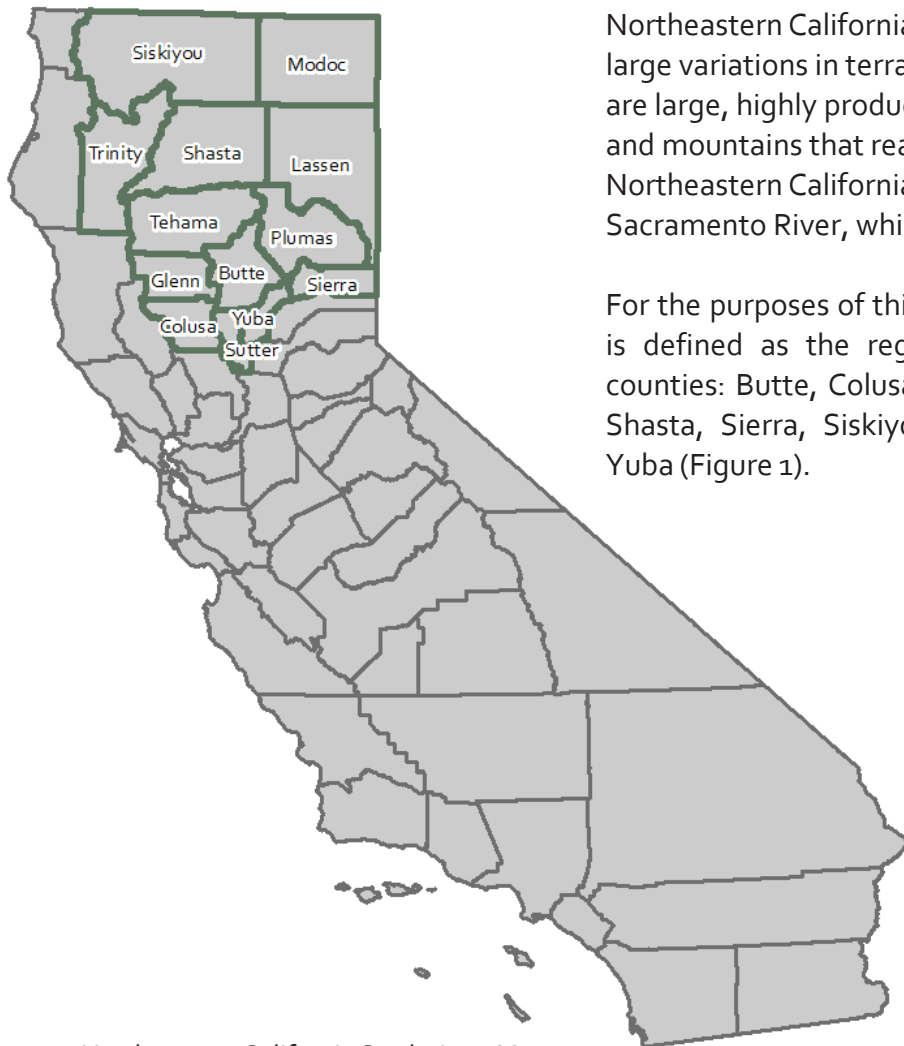 Siskiyou
Modoc
Trinity
Shasta
Lassen
Tehama
Plumas
Glenn
Butte
Sierra
Colusa
Yuba
Sutter
Northeastern California
large variations in terra
are large, highly produc
and mountains that rea
Northeastern California
Sacramento River, whi
For the purposes of thi
is defined as the reg
counties: Butte, Colusa
Shasta, Sierra, Siskiyo
Yuba (Figure 1).